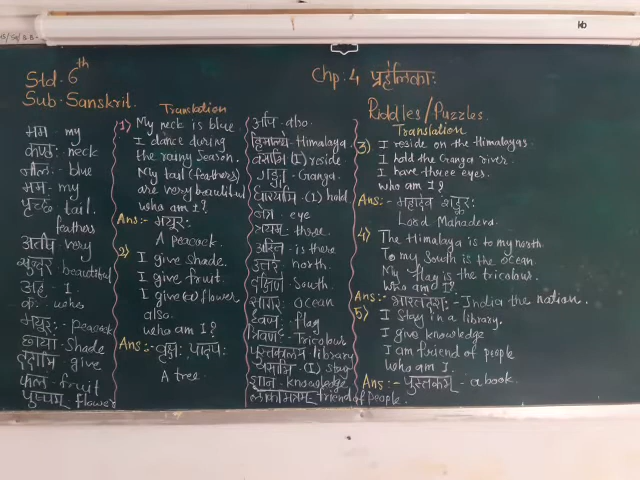 Std. 6th
Sub-Sanskrit.
Chp: 4 प्रहेलिकाः
Riddles/Puzzles.
मम - my
कण्ठः - neck
नीलः - blue
मम - my
पृच्छ tail.
feathers
अतीव very
सुन्दर beautiful
अहं - I
कः - who
मयूरः - peacock
छाया - Shade
ददामि - give
फल - fruit
पुष्पम् flower
Translation
1) My neck is blue.
I dance during
the rainy Season.
My tail (feathers)
are very beautiful
who am I?
Ans:- मयूरः
A peacock.
2) I give shade.
I give fruit.
I give (a) flower
also.
who am I?
Ans:- वृक्षः, पादपः
A tree.
अपि - also.
हिमालये - Himalaya.
वसामि (I) reside
गङ्गा - Ganga.
धारयामि - (I) hold
नेत्र - eye
त्रयम् - three.
अस्ति - is there
उत्तरे - north.
दक्षिणे - South.
सागर - ocean
flag
Tricolour
पुस्तकालये library
वसामि (I) stay
ज्ञान - knowledge
friend of people.
Translation
3) I reside on the Himalayas.
I hold the Ganga river.
I have three eyes.
who am I?
Ans:- महादेव
Lord Mahadeva.
4) The Himalaya is to my north.
To my South is the ocean.
My flag is the tricolour.
who am I?
Ans:- भारतदेशः - India the nation.
5) I stay in a library.
I give knowledge
I am friend of people
who am I.
Ans:- पुस्तकम् - a book.